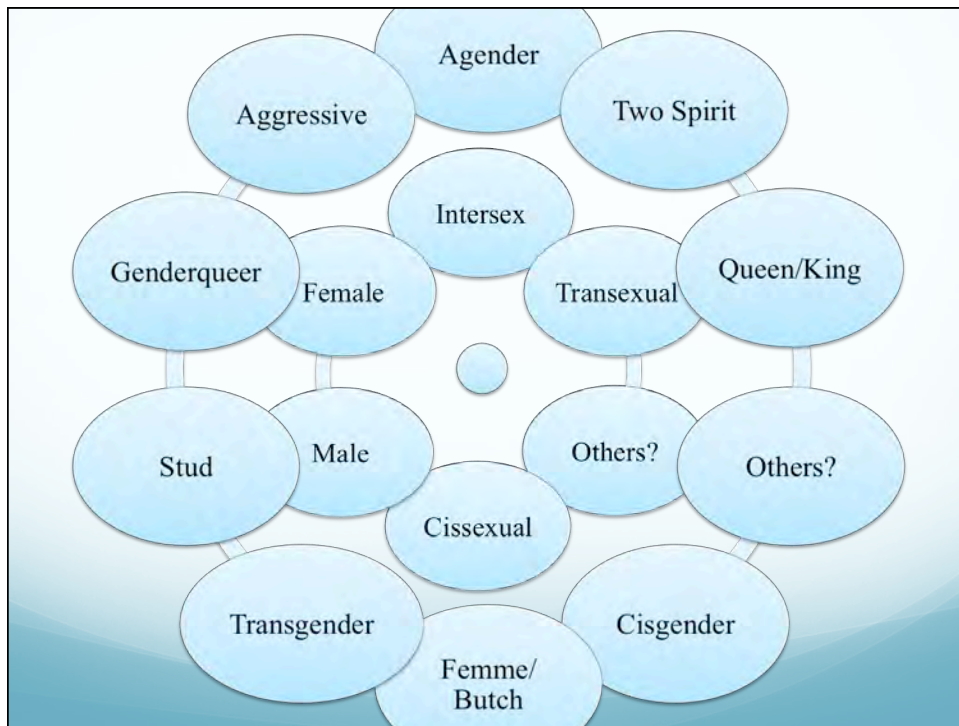 Agender
Aggressive
Two Spirit
Intersex
Genderqueer
Female
Transexual
Queen/King
Stud
Male
Others?
Others?
Cissexual
Transgender
Cisgender
Femme/
Butch